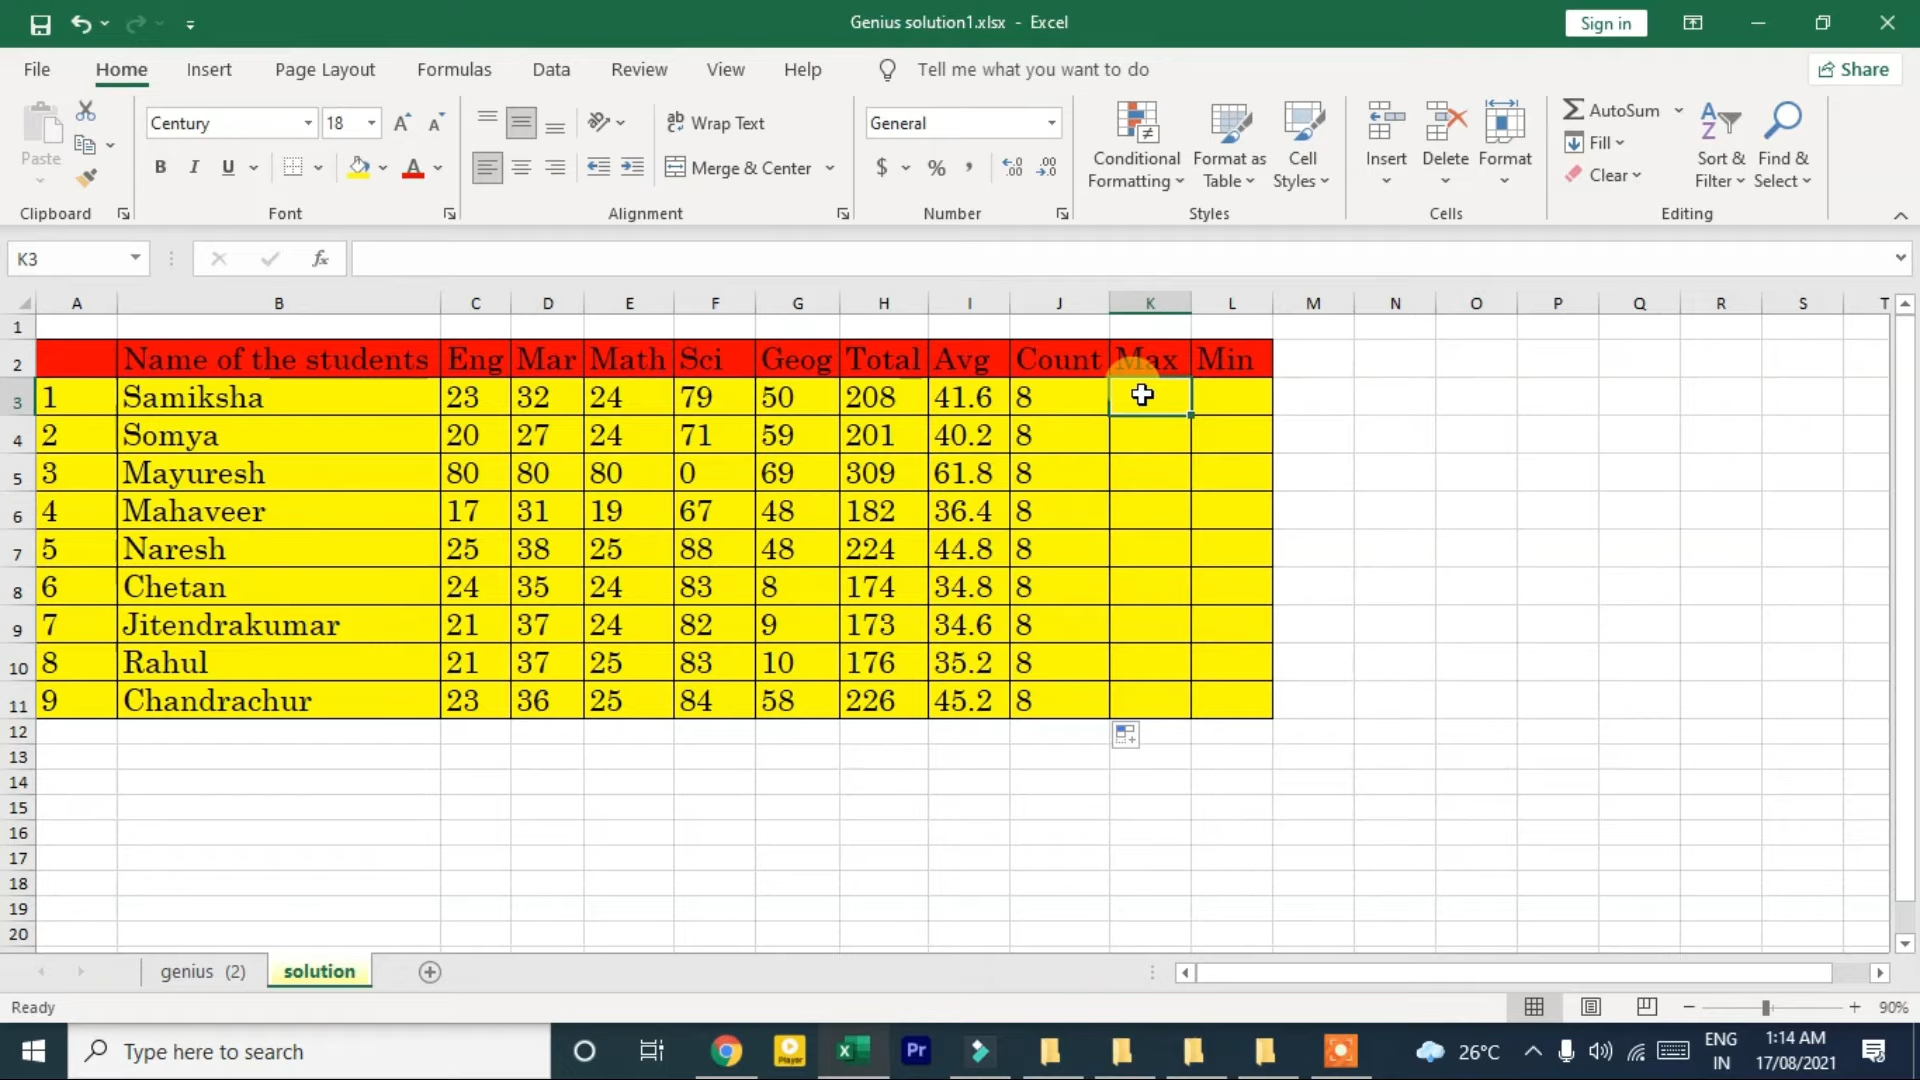 Genius solution1.xlsx - Excel
Sign in
File Home Insert Page Layout Formulas Data Review View Help Tell me what you want to do Share
Paste
Clipboard
Century 18
B I U
Font
Wrap Text
Merge & Center
Alignment
General
$ % ,
Number
Conditional Formatting
Format as Table
Cell Styles
Styles
Insert Delete Format
Cells
AutoSum
Fill
Clear
Sort & Filter
Find & Select
Editing
K3 fx
A B C D E F G H I J K L M N O P Q R S T
1
2 Name of the students Eng Mar Math Sci Geog Total Avg Count Max Min
3 1 Samiksha 23 32 24 79 50 208 41.6 8
4 2 Somya 20 27 24 71 59 201 40.2 8
5 3 Mayuresh 80 80 80 0 69 309 61.8 8
6 4 Mahaveer 17 31 19 67 48 182 36.4 8
7 5 Naresh 25 38 25 88 48 224 44.8 8
8 6 Chetan 24 35 24 83 8 174 34.8 8
9 7 Jitendrakumar 21 37 24 82 9 173 34.6 8
10 8 Rahul 21 37 25 83 10 176 35.2 8
11 9 Chandrachur 23 36 25 84 58 226 45.2 8
12
13
14
15
16
17
18
19
20
genius (2) solution
Ready 90%
Type here to search
Player
Pr
26°C
ENG
IN
1:14 AM
17/08/2021